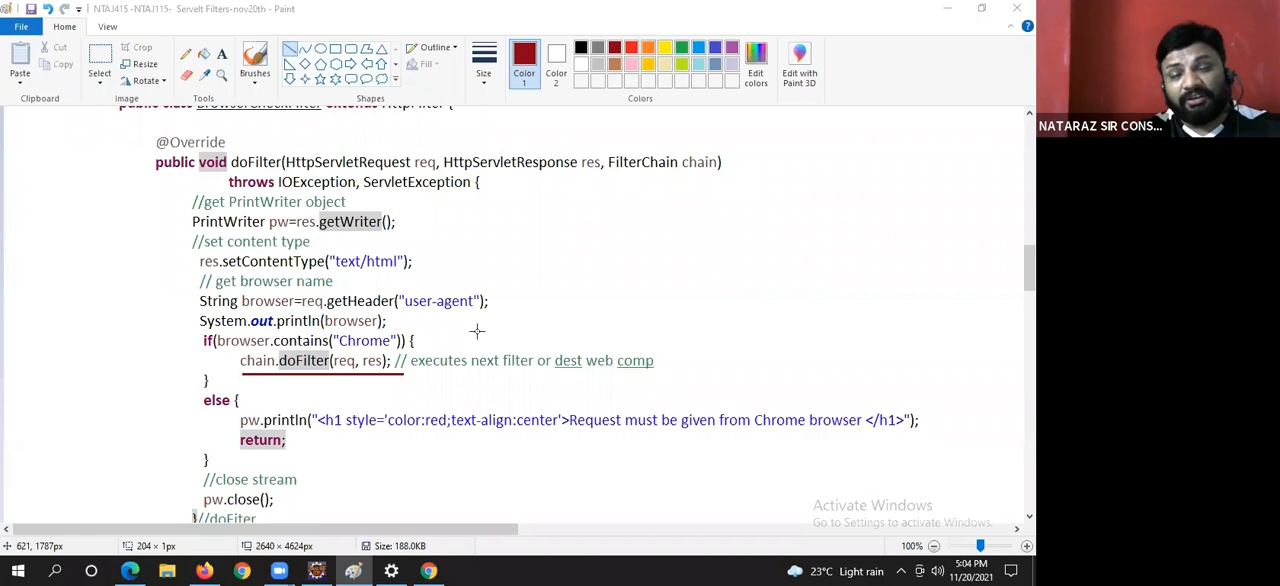 NTAJ415 -NTAJ115- Servelt Filters-nov20th - Paint
File Home View
Paste Cut Copy
Select Crop Resize Rotate
Brushes
Outline Fill
Size
Color 1
Color 2
Edit colors
Edit with Paint 3D
Clipboard Image Tools Shapes Colors
public class BrowserCheckFilter extends HttpFilter {
@Override
public void doFilter(HttpServletRequest req, HttpServletResponse res, FilterChain chain)
throws IOException, ServletException {
//get PrintWriter object
PrintWriter pw=res.getWriter();
//set content type
res.setContentType("text/html");
// get browser name
String browser=req.getHeader("user-agent");
System.out.println(browser);
if(browser.contains("Chrome")) {
chain.doFilter(req, res); // executes next filter or dest web comp
}
else {
pw.println("<h1 style='color:red;text-align:center'>Request must be given from Chrome browser </h1>");
return;
}
//close stream
pw.close();
}//doFiter
NATARAZ SIR CONS...
Activate Windows
Go to Settings to activate Windows.
621, 1787px 204 × 1px 2640 × 4624px Size: 188.0KB 100%
23°C Light rain
5:04 PM
11/20/2021